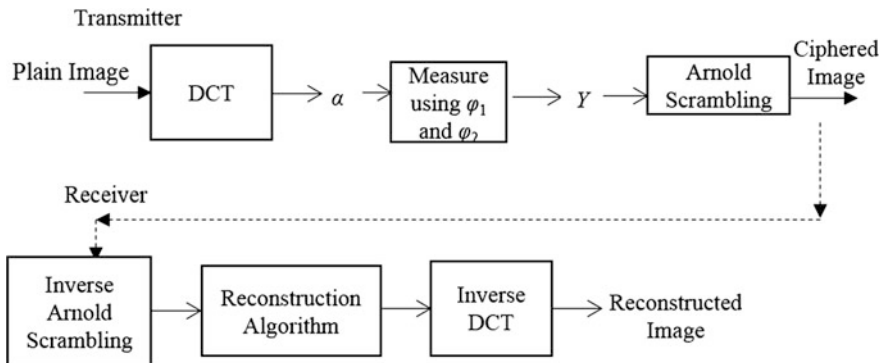 Transmitter
Plain Image
DCT
α
Measure
using φ₁
and φ₂
Y
Arnold
Scrambling
Ciphered
Image
Receiver
Inverse
Arnold
Scrambling
Reconstruction
Algorithm
Inverse
DCT
Reconstructed
Image